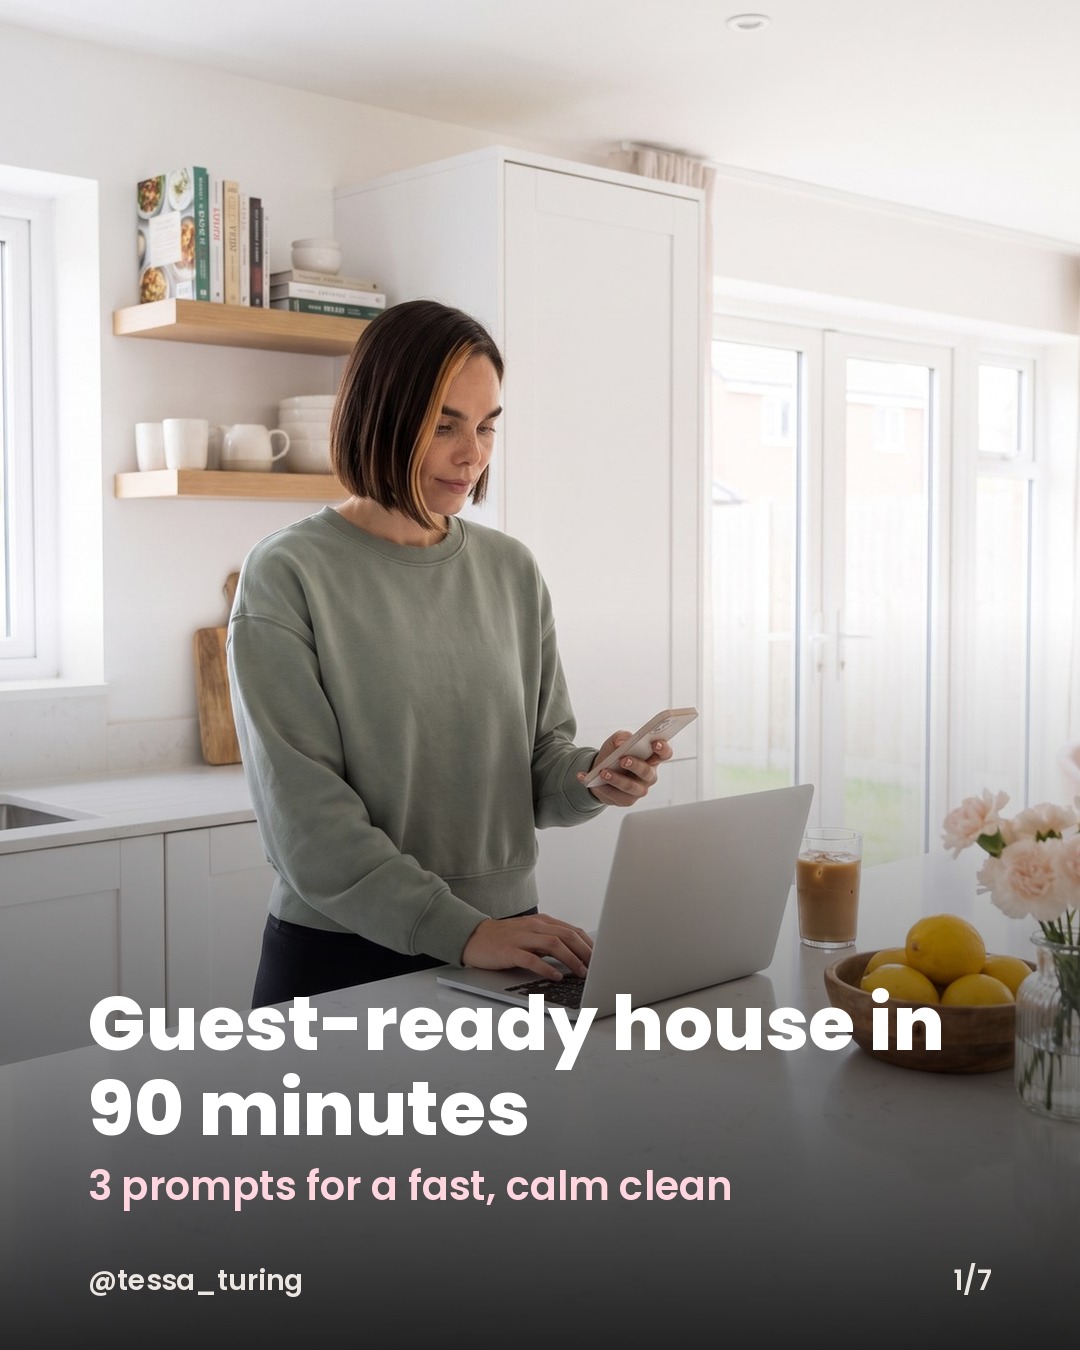 Guest-ready house in
90 minutes
3 prompts for a fast, calm clean
@tessa_turing
1/7